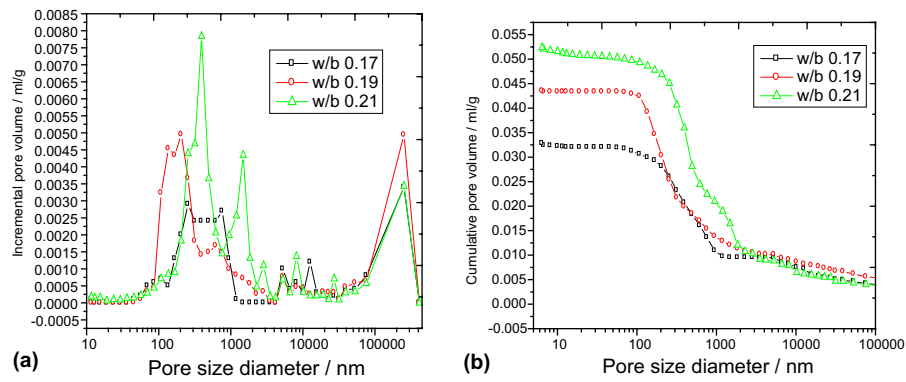 (a)
Incremental pore volume / ml/g
0.0085
0.0080
0.0075
0.0070
0.0065
0.0060
0.0055
0.0050
0.0045
0.0040
0.0035
0.0030
0.0025
0.0020
0.0015
0.0010
0.0005
0.0000
-0.0005
w/b 0.17
w/b 0.19
w/b 0.21
10 100 1000 10000 100000
Pore size diameter / nm
(b)
Cumulative pore volume / ml/g
0.055
0.050
0.045
0.040
0.035
0.030
0.025
0.020
0.015
0.010
0.005
0.000
-0.005
w/b 0.17
w/b 0.19
w/b 0.21
10 100 1000 10000 100000
Pore size diameter / nm